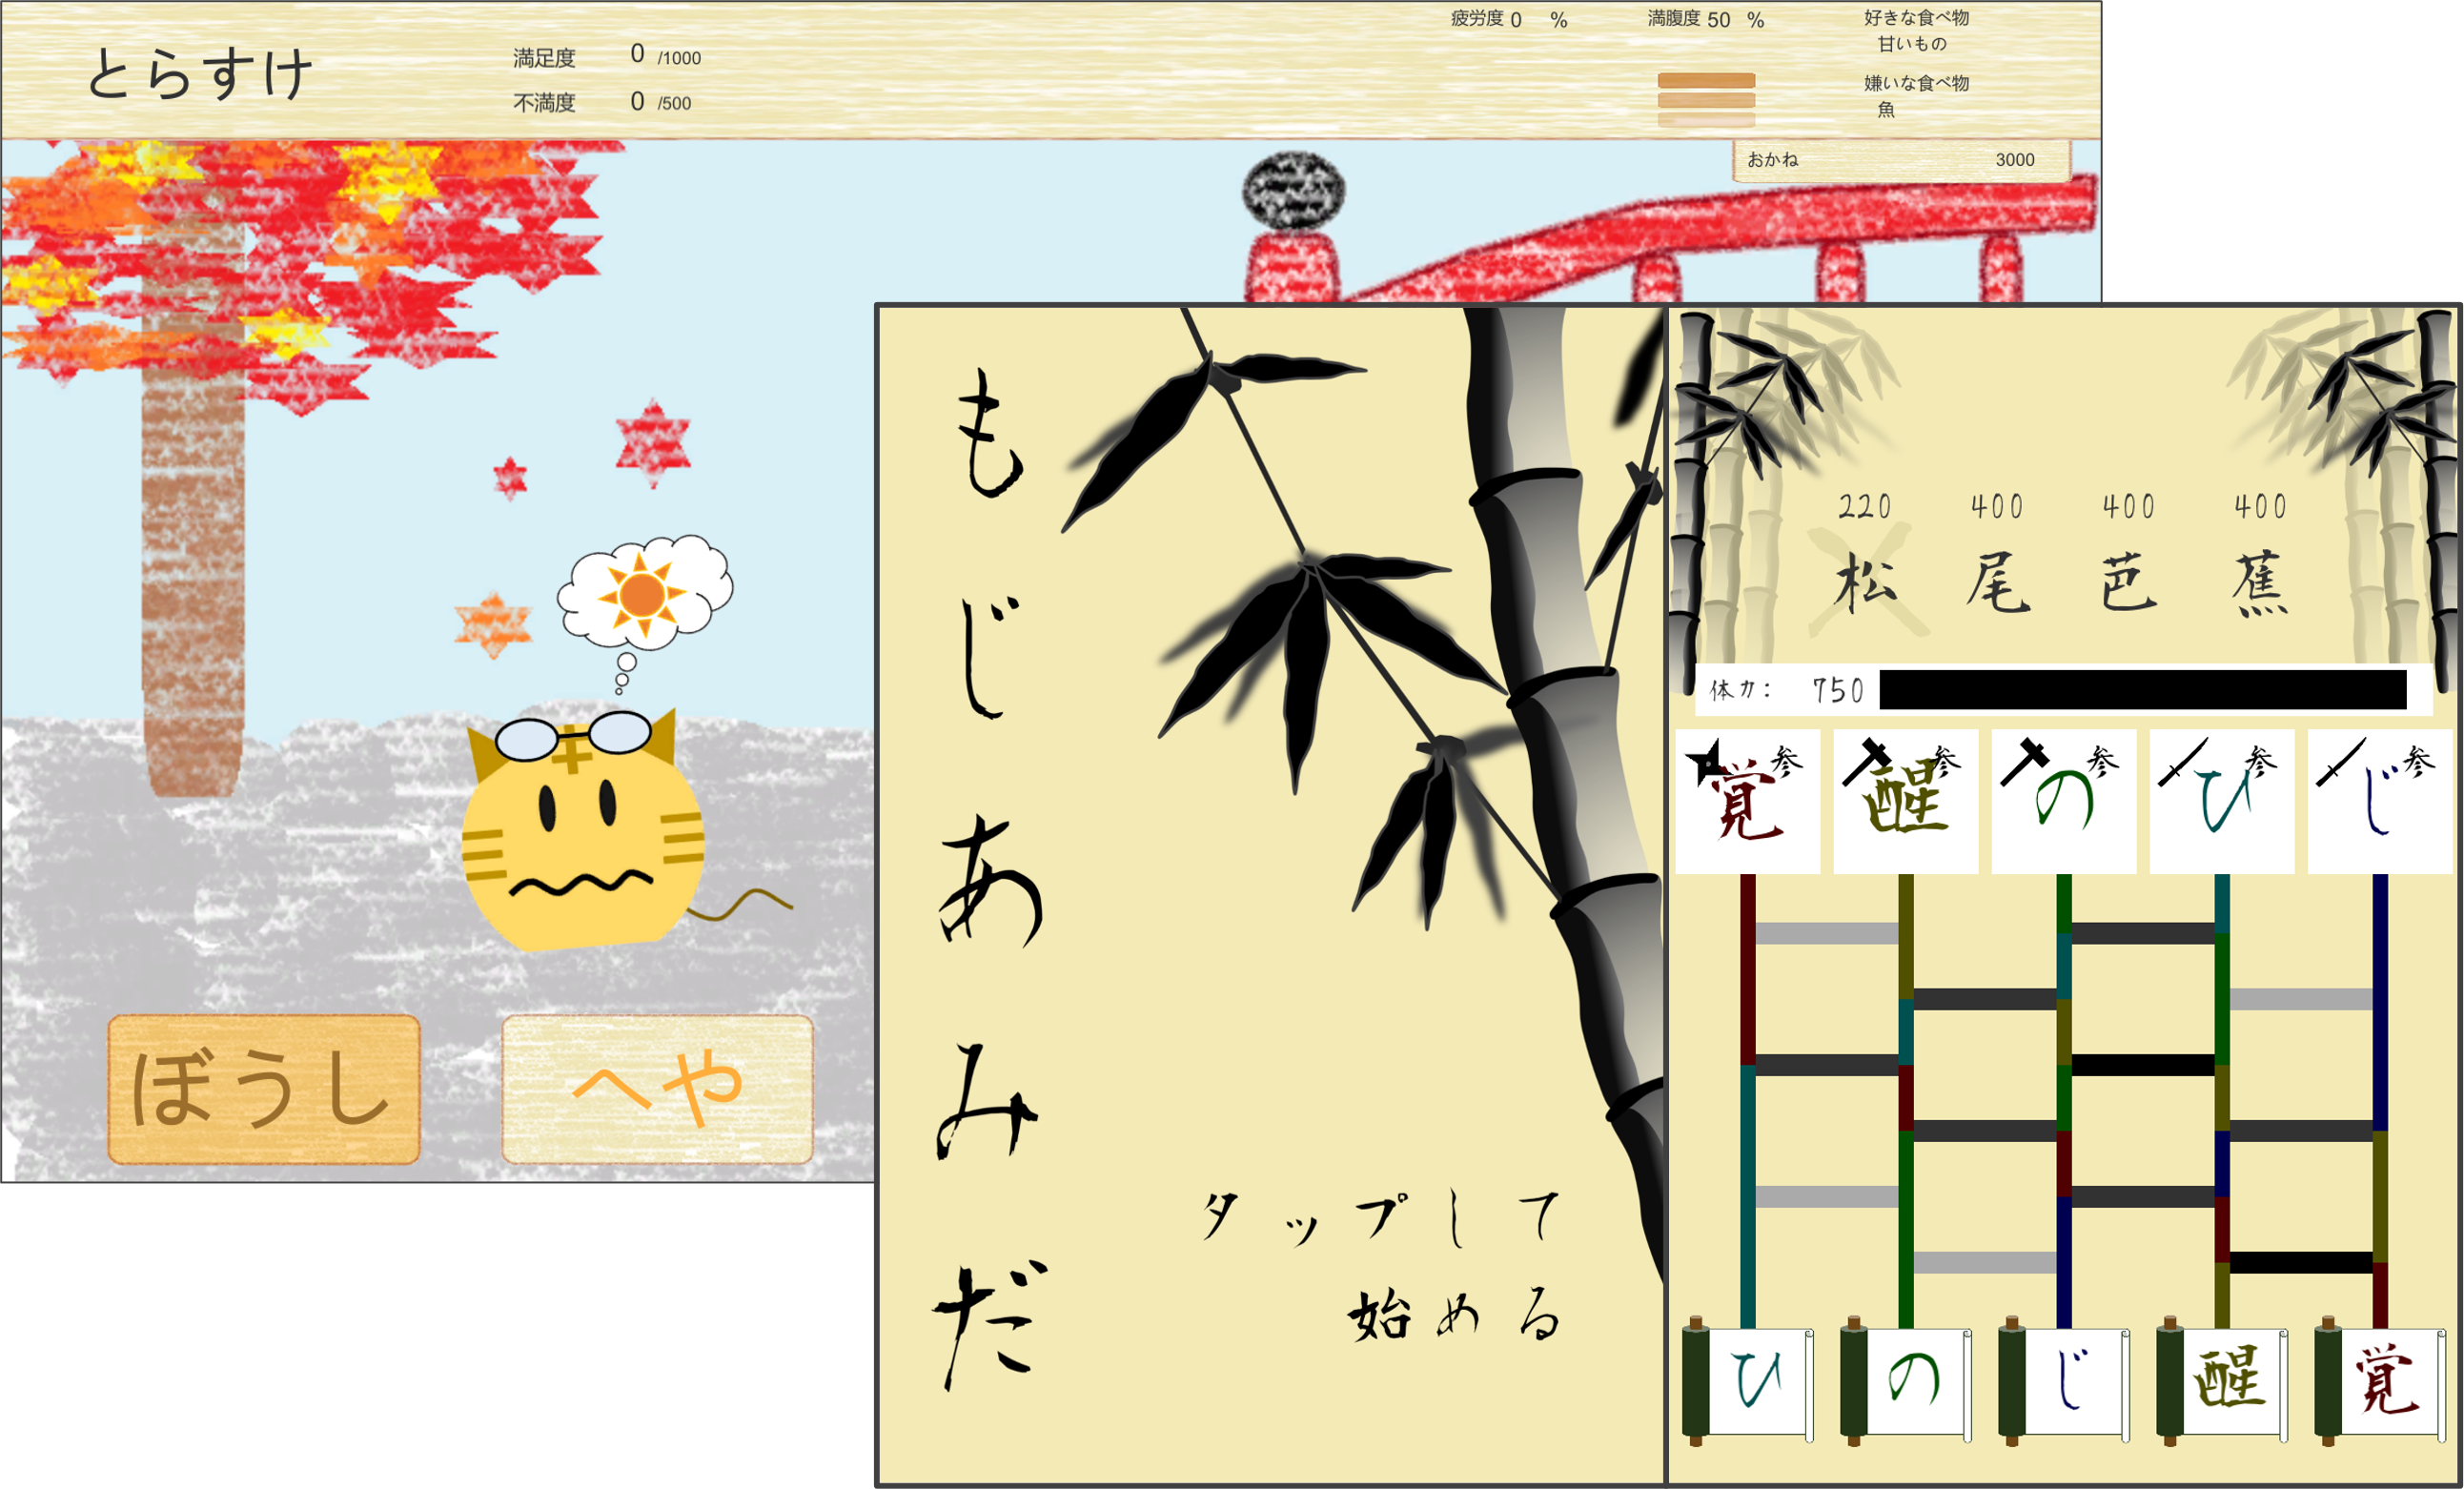 とらすけ
満足度 0 /1000
不満度 0 /500
疲労度 0 %
満腹度 50 %
好きな食べ物
甘いもの
嫌いな食べ物
魚
おかね 3000
ぼうし
へや
もじあみだ
タップして
始める
220 400 400 400
松 尾 芭 蕉
体力: 750
参 参 参 参 参
覚 醒 の ひ じ
ひ の じ 醒 覚